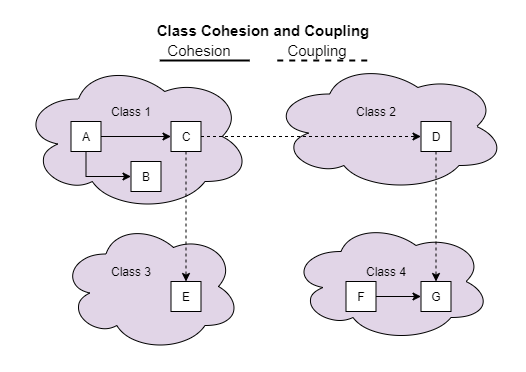 Class Cohesion and Coupling
Cohesion Coupling
Class 1 Class 2
A C D
B
Class 3 Class 4
E F G